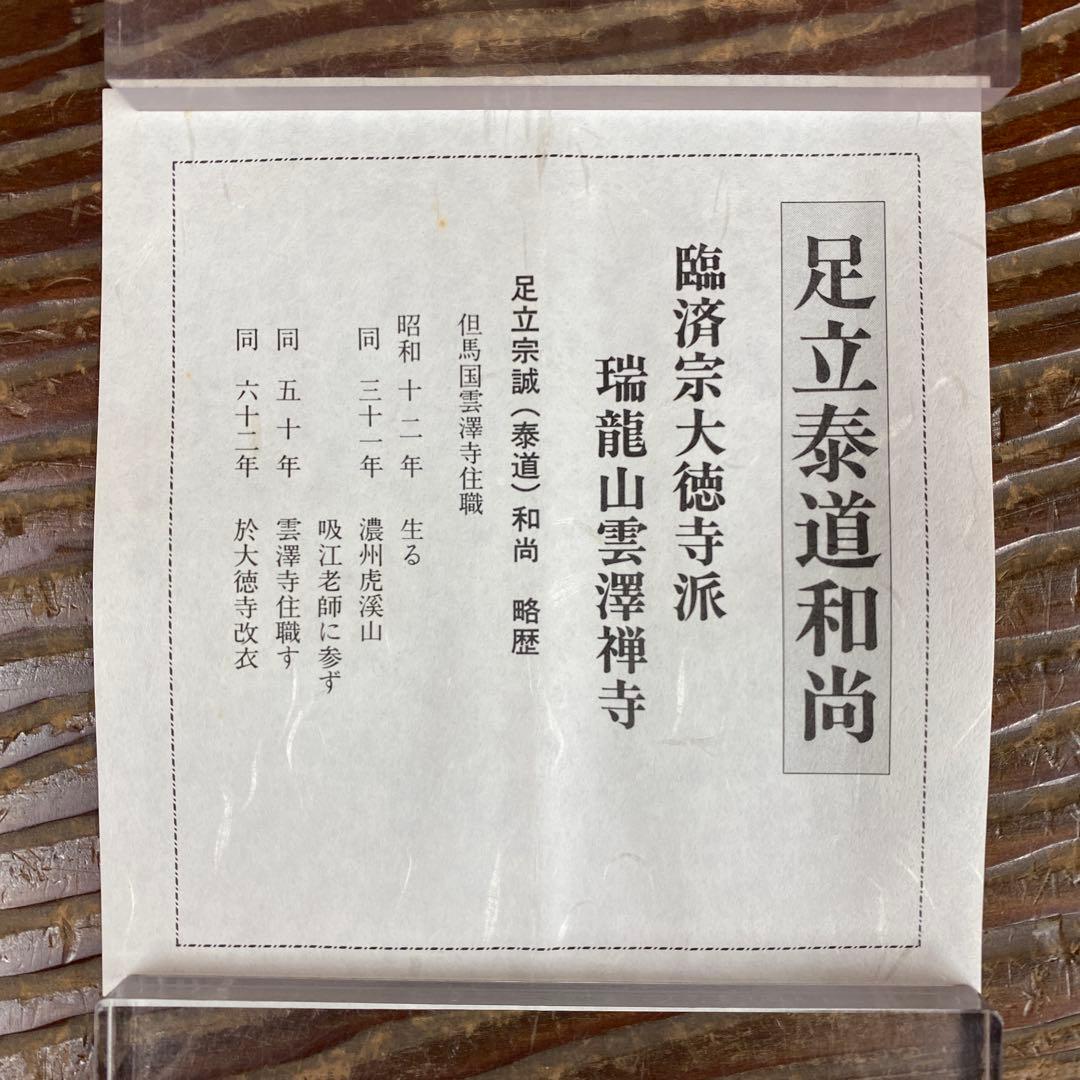 足立泰道和尚
臨済宗大徳寺派
瑞龍山雲澤禅寺
足立宗誠（泰道）和尚　略歴
但馬国雲澤寺住職
昭和　十二年　生る
同　三十一年　濃州虎溪山
吸江老師に参ず
同　五十年　雲澤寺住職す
同　六十二年　於大徳寺改衣